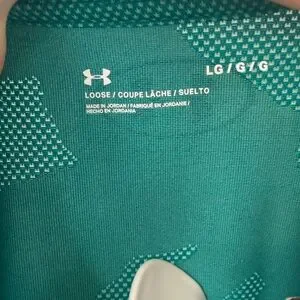 LG / G / G
LOOSE / COUPE LÂCHE / SUELTO
MADE IN JORDAN / FABRIQUÉ EN JORDANIE /
HECHO EN JORDANIA